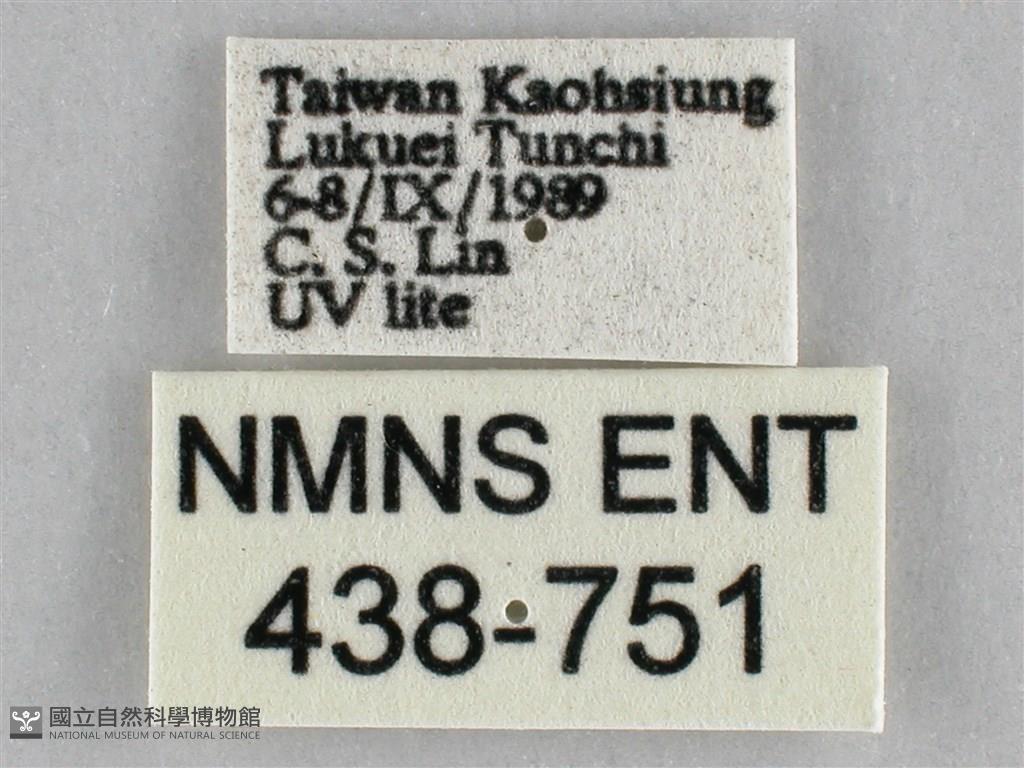 Taiwan Kaohsiung
Lukuei Tunchi
6-8/IX/1989
C. S. Lin
UV lite
NMNS ENT
438-751
國立自然科學博物館
NATIONAL MUSEUM OF NATURAL SCIENCE